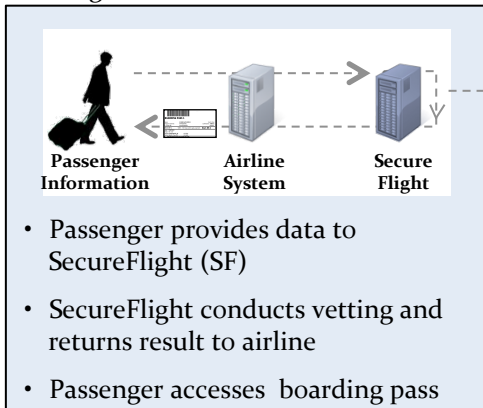 Passenger
Information
Airline
System
Secure
Flight
• Passenger provides data to
SecureFlight (SF)
• SecureFlight conducts vetting and
returns result to airline
• Passenger accesses boarding pass